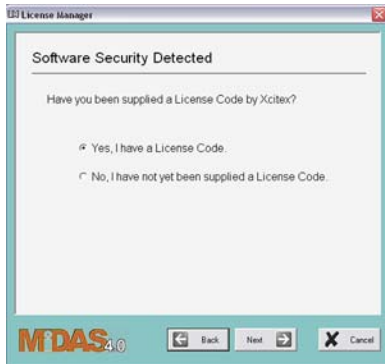 License Manager
Software Security Detected
Have you been supplied a License Code by Xcitex?
Yes, I have a License Code.
No, I have not yet been supplied a License Code.
MiDAS 4.0
Back
Next
Cancel